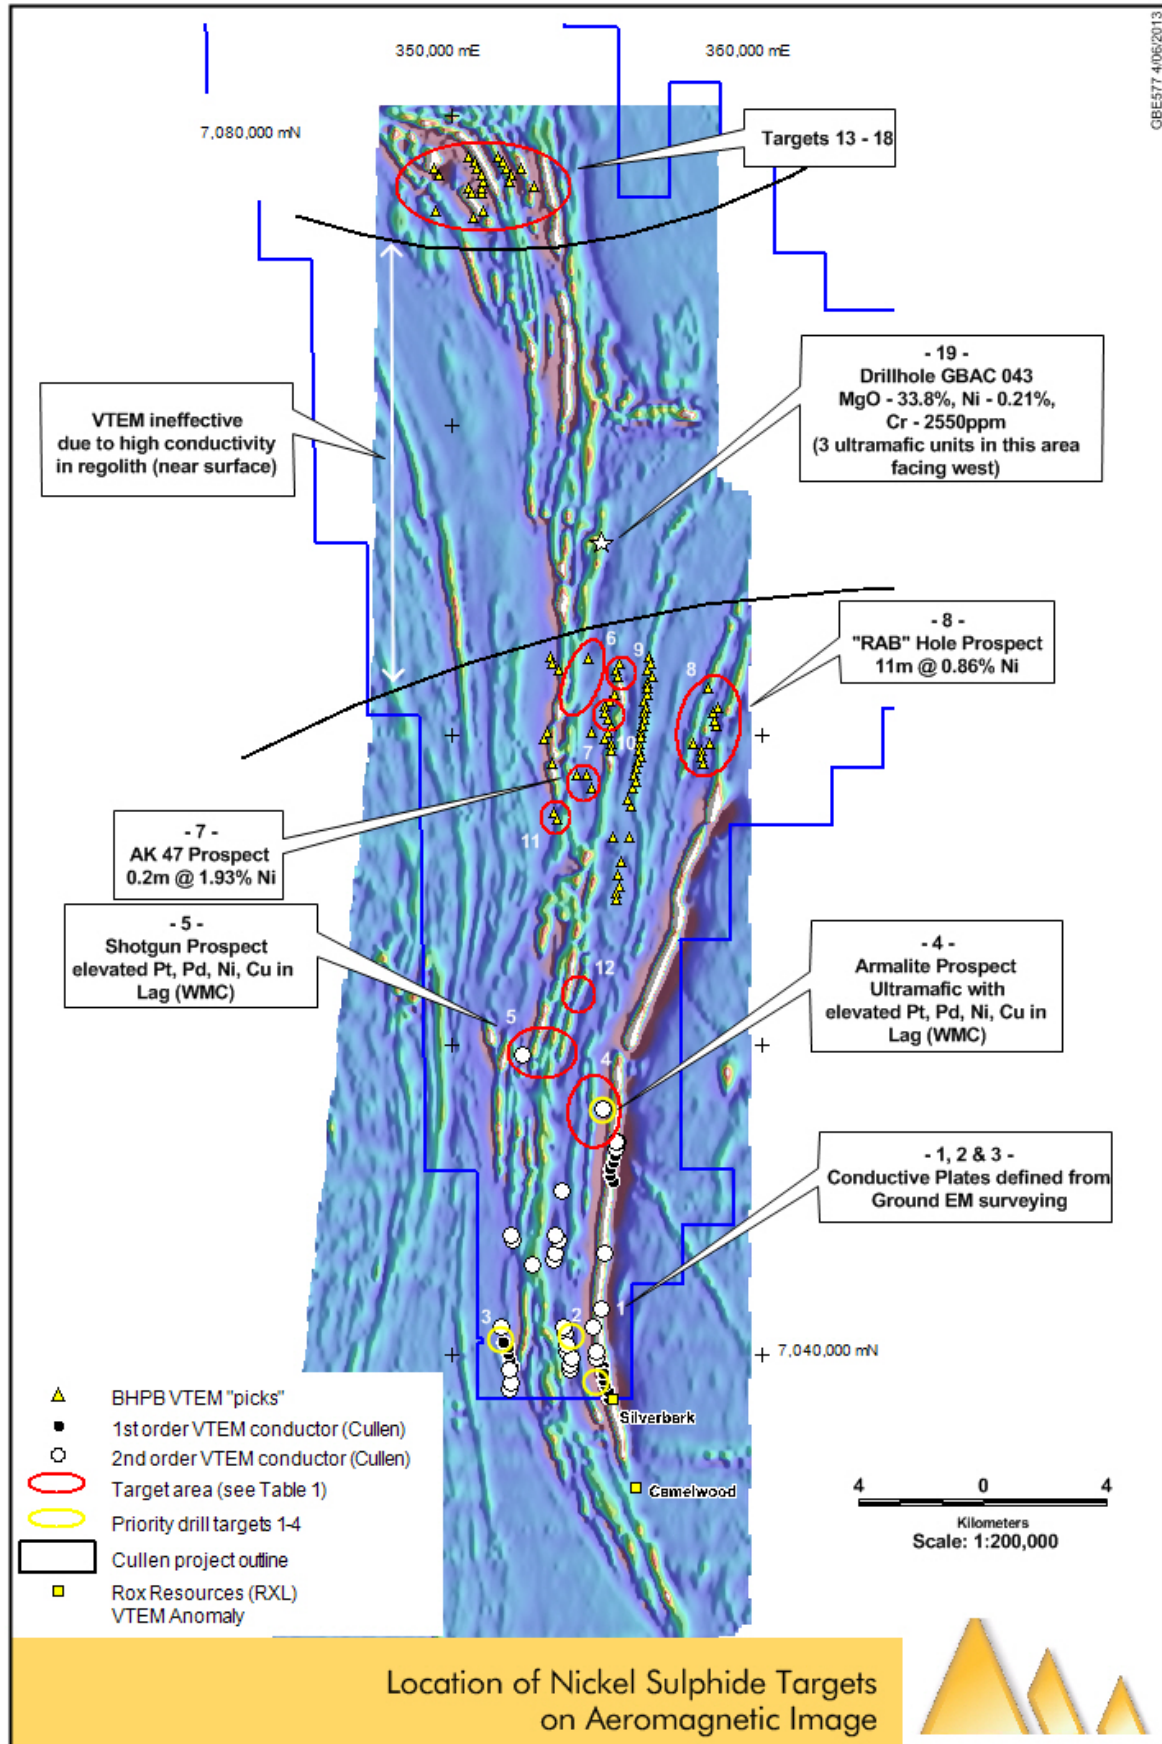 GBE577 4/06/2013
350,000 mE
360,000 mE
7,080,000 mN
Targets 13 - 18
- 19 -
Drillhole GBAC 043
MgO - 33.8%, Ni - 0.21%,
Cr - 2550ppm
(3 ultramafic units in this area
facing west)
VTEM ineffective
due to high conductivity
in regolith (near surface)
- 8 -
"RAB" Hole Prospect
11m @ 0.86% Ni
6
9
8
10
7
11
- 7 -
AK 47 Prospect
0.2m @ 1.93% Ni
- 5 -
Shotgun Prospect
elevated Pt, Pd, Ni, Cu in
Lag (WMC)
12
5
4
- 4 -
Armalite Prospect
Ultramafic with
elevated Pt, Pd, Ni, Cu in
Lag (WMC)
- 1, 2 & 3 -
Conductive Plates defined from
Ground EM surveying
3
2
1
7,040,000 mN
Silverbark
Camelwood
BHPB VTEM "picks"
1st order VTEM conductor (Cullen)
2nd order VTEM conductor (Cullen)
Target area (see Table 1)
Priority drill targets 1-4
Cullen project outline
Rox Resources (RXL)
VTEM Anomaly
4 0 4
Kilometers
Scale: 1:200,000
Location of Nickel Sulphide Targets
on Aeromagnetic Image